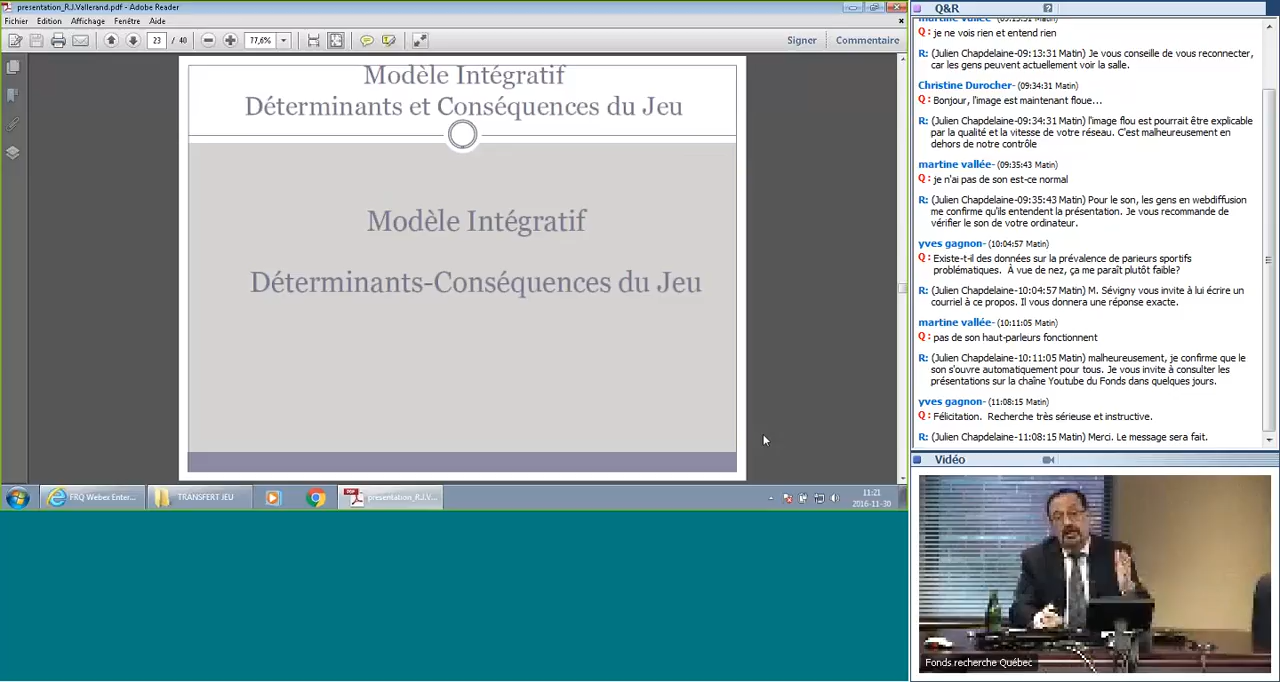 presentation_R.J.Vallerand.pdf - Adobe Reader
Fichier Edition Affichage Fenêtre Aide
23 / 40
77,6%
Signer Commentaire
Modèle Intégratif
Déterminants et Conséquences du Jeu
Modèle Intégratif
Déterminants-Conséquences du Jeu
FRQ Webex Enter...
TRANSFERT JEU
presentation_R.J.V...
11:21
2016-11-30
Q&R
martine vallée- (09:13:31 Matin)
Q: je ne vois rien et entend rien
R: (Julien Chapdelaine-09:13:31 Matin) Je vous conseille de vous reconnecter,
car les gens peuvent actuellement voir la salle.
Christine Durocher- (09:34:31 Matin)
Q: Bonjour, l'image est maintenant floue...
R: (Julien Chapdelaine-09:34:31 Matin) l'image flou est pourrait être explicable
par la qualité et la vitesse de votre réseau. C'est malheureusement en
dehors de notre contrôle
martine vallée- (09:35:43 Matin)
Q: je n'ai pas de son est-ce normal
R: (Julien Chapdelaine-09:35:43 Matin) Pour le son, les gens en webdiffusion
me confirme qu'ils entendent la présentation. Je vous recommande de
vérifier le son de votre ordinateur.
yves gagnon- (10:04:57 Matin)
Q: Existe-t-il des données sur la prévalence de parieurs sportifs
problématiques. À vue de nez, ça me paraît plutôt faible?
R: (Julien Chapdelaine-10:04:57 Matin) M. Sévigny vous invite à lui écrire un
courriel à ce propos. Il vous donnera une réponse exacte.
martine vallée- (10:11:05 Matin)
Q: pas de son haut-parleurs fonctionnent
R: (Julien Chapdelaine-10:11:05 Matin) malheureusement, je confirme que le
son s'ouvre automatiquement pour tous. Je vous invite à consulter les
présentations sur la chaîne Youtube du Fonds dans quelques jours.
yves gagnon- (11:08:15 Matin)
Q: Félicitation. Recherche très sérieuse et instructive.
R: (Julien Chapdelaine-11:08:15 Matin) Merci. Le message sera fait.
Vidéo
Fonds recherche Québec